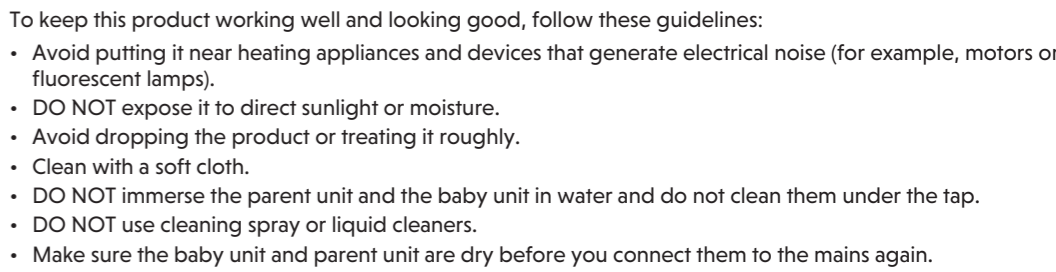 To keep this product working well and looking good, follow these guidelines:
• Avoid putting it near heating appliances and devices that generate electrical noise (for example, motors or
fluorescent lamps).
• DO NOT expose it to direct sunlight or moisture.
• Avoid dropping the product or treating it roughly.
• Clean with a soft cloth.
• DO NOT immerse the parent unit and the baby unit in water and do not clean them under the tap.
• DO NOT use cleaning spray or liquid cleaners.
• Make sure the baby unit and parent unit are dry before you connect them to the mains again.